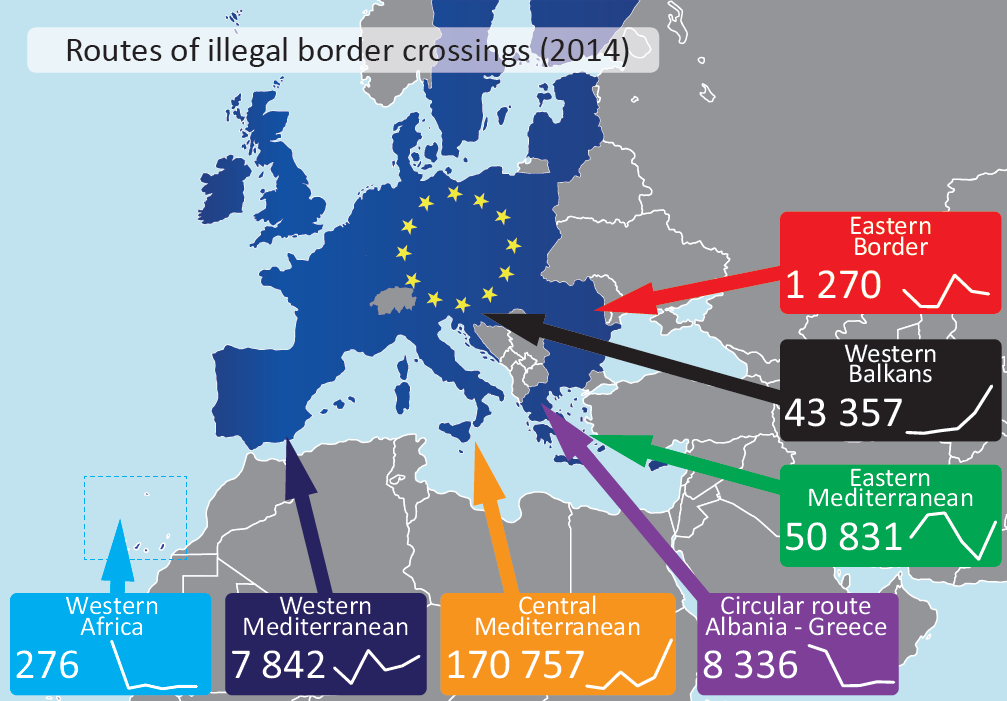 Routes of illegal border crossings (2014)
Eastern
Border
1 270
Western
Balkans
43 357
Eastern
Mediterranean
50 831
Western
Africa
276
Western
Mediterranean
7 842
Central
Mediterranean
170 757
Circular route
Albania - Greece
8 336